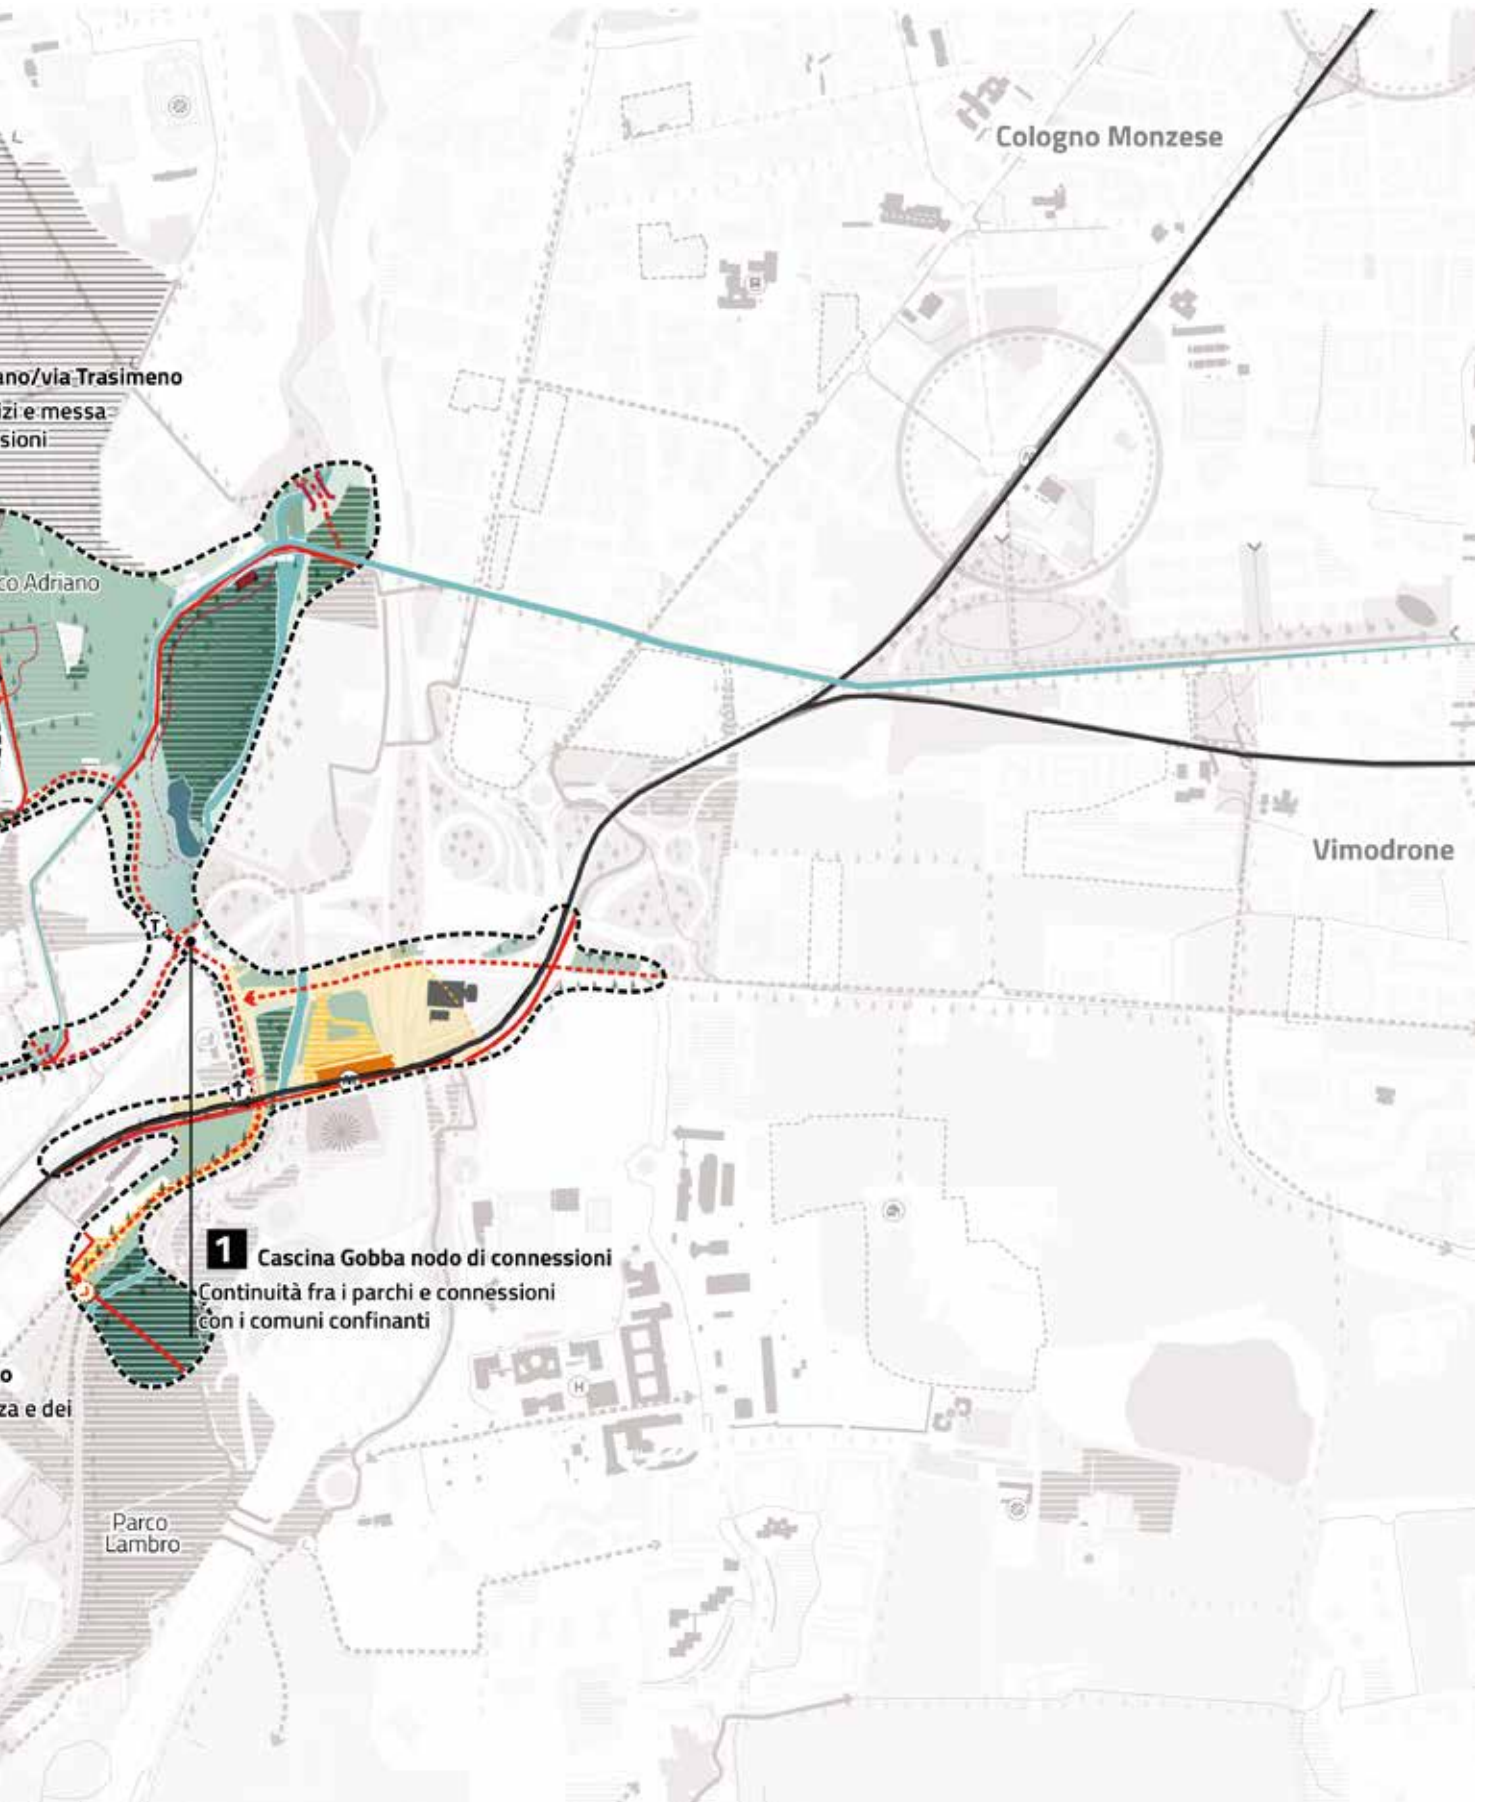 Cologno Monzese
ano/via Trasimeno
izi e messa
sioni
co Adriano
Vimodrone
T
T
1 Cascina Gobba nodo di connessioni
Continuità fra i parchi e connessioni
con i comuni confinanti
o
za e dei
H
Parco
Lambro